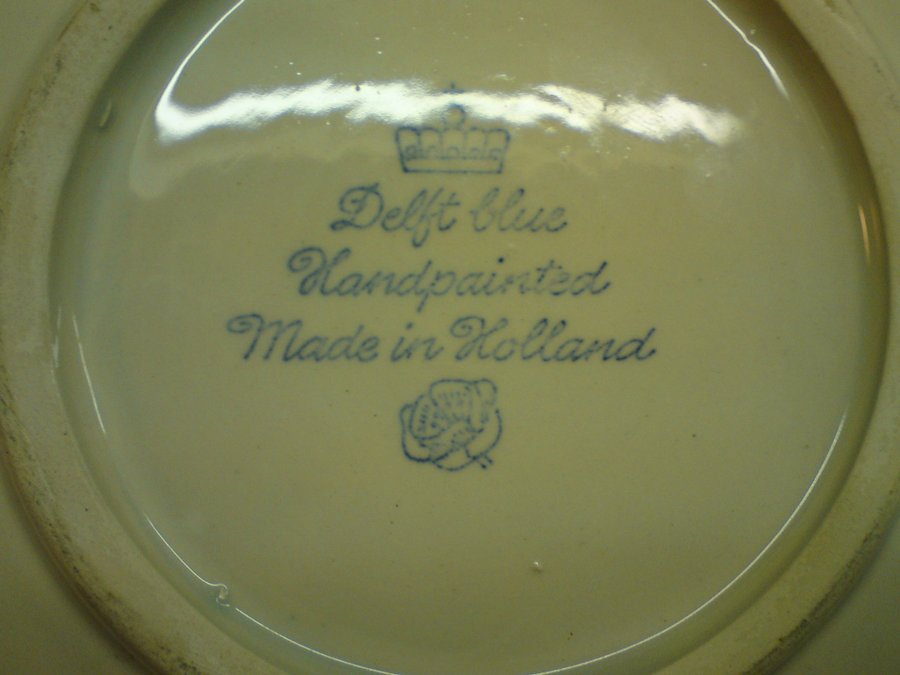 Delft blue
Handpainted
Made in Holland